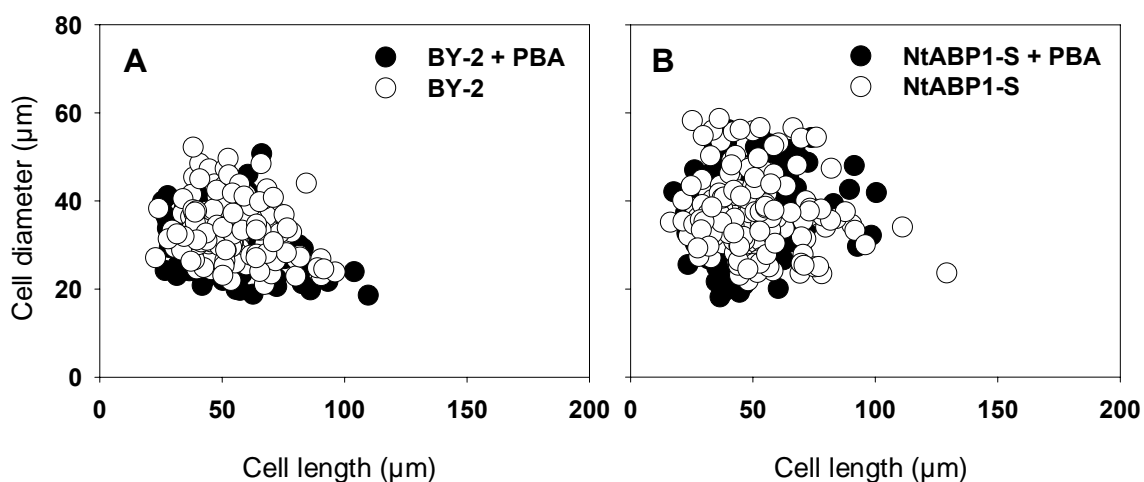 80
60
40
20
0
Cell diameter (µm)
A
BY-2 + PBA
BY-2
0 50 100 150 200
Cell length (µm)
B
NtABP1-S + PBA
NtABP1-S
0 50 100 150 200
Cell length (µm)